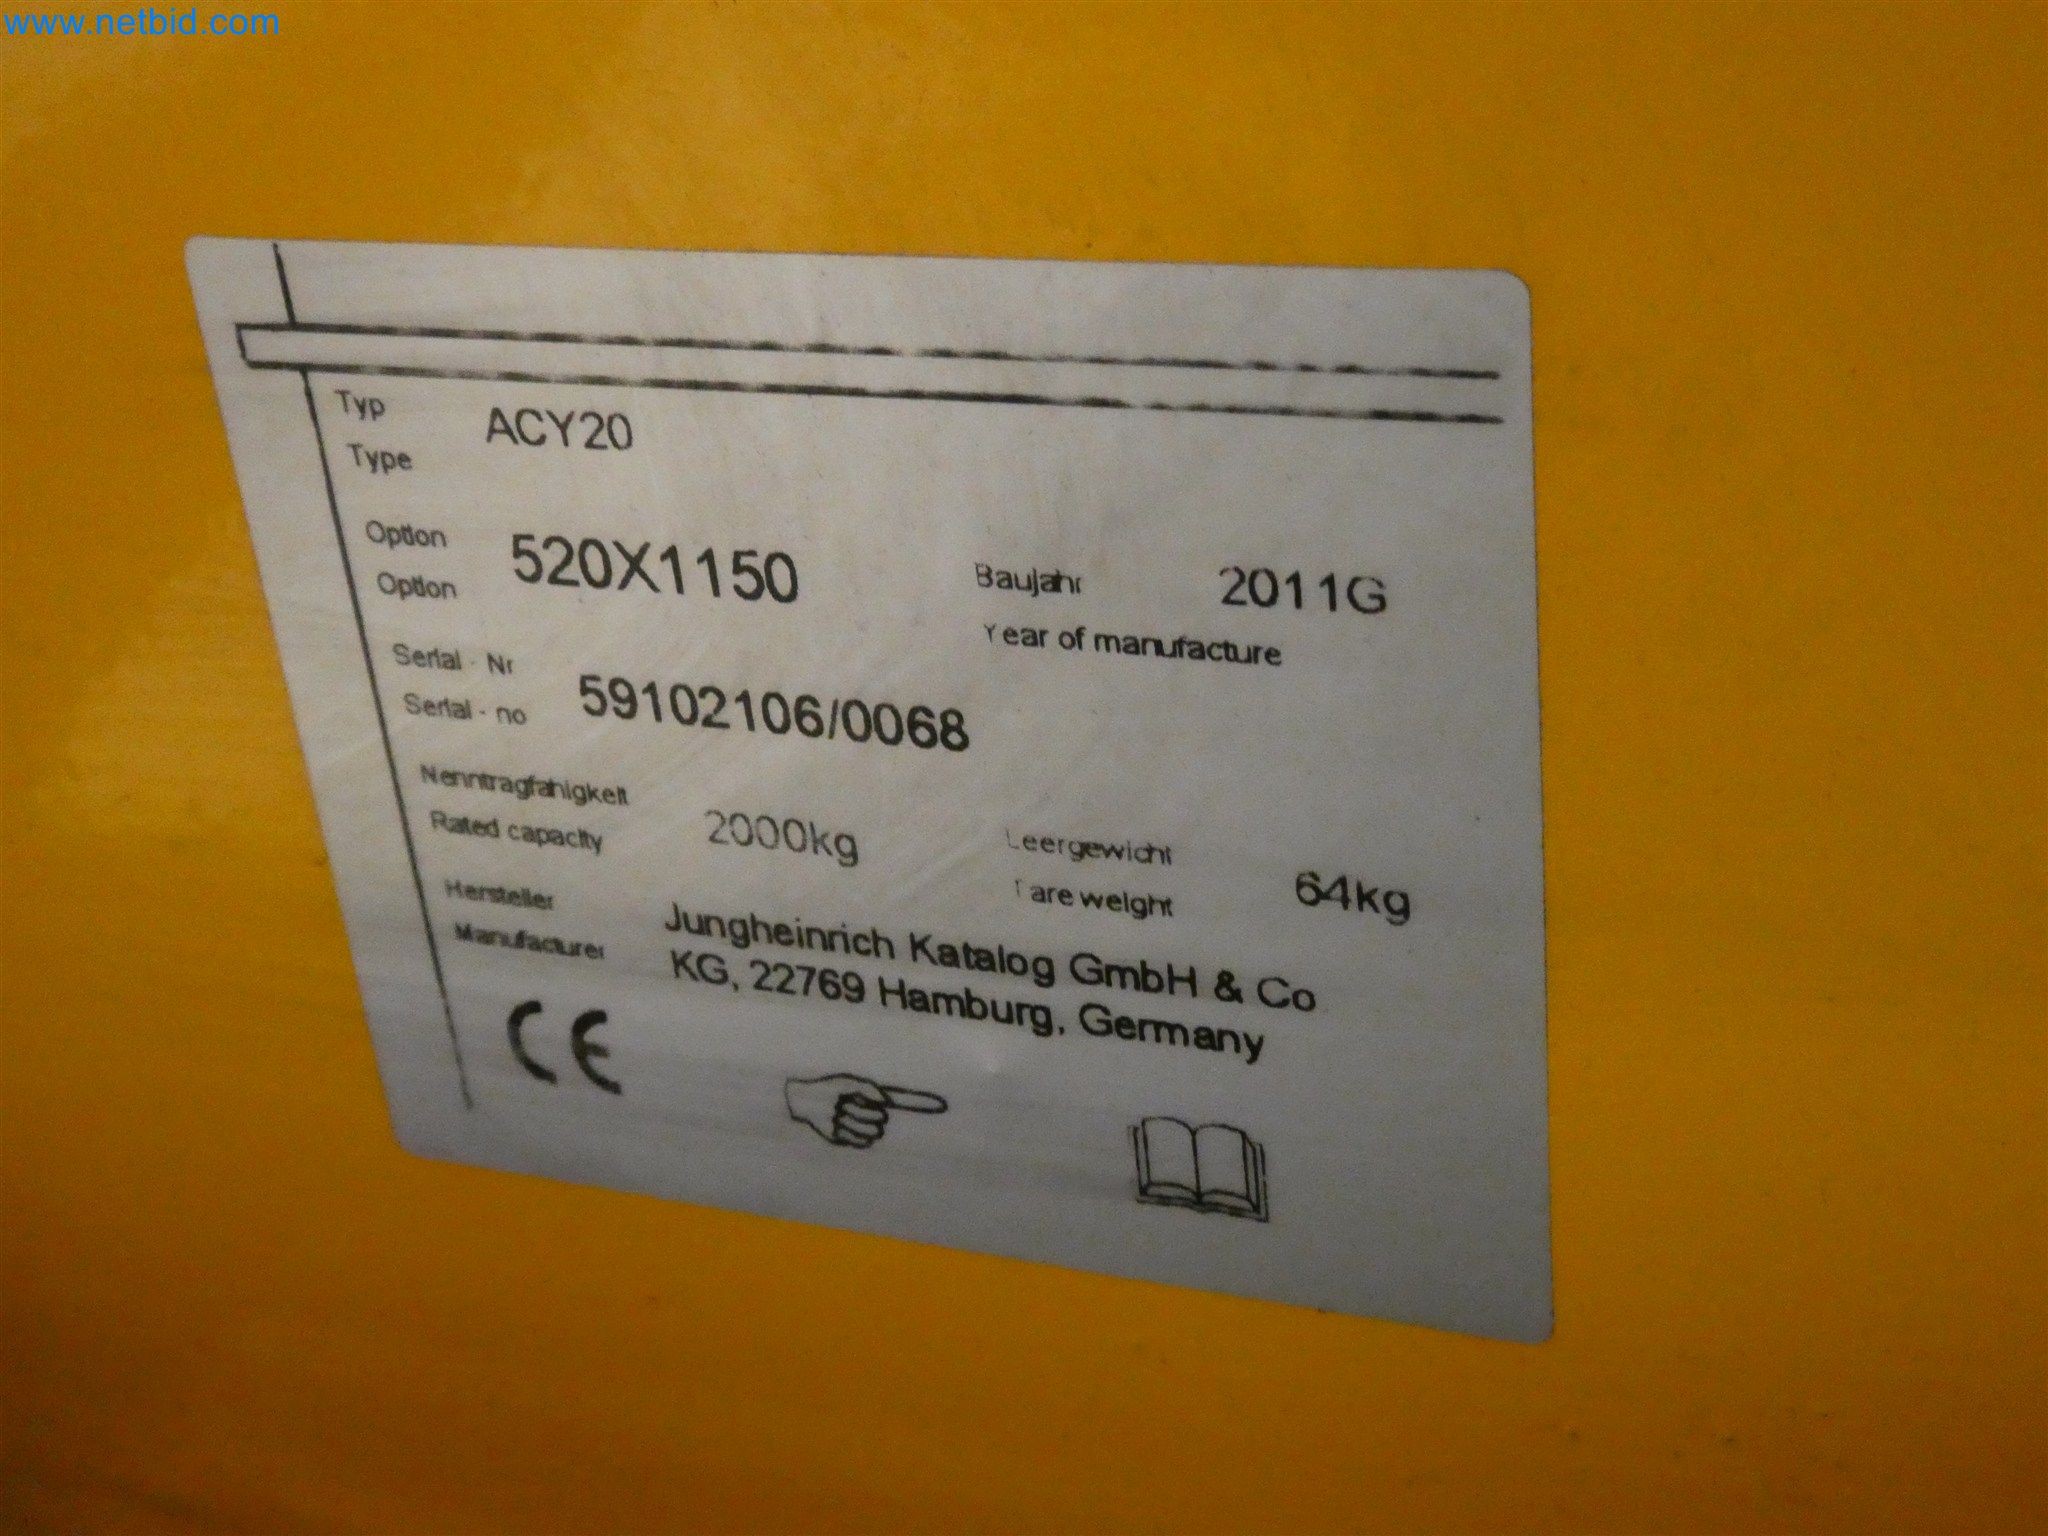 www.netbid.com
Typ
Type
ACY20
Option
Option
520X1150
Baujahr
Year of manufacture
2011G
Serial - Nr
Serial - no
59102106/0068
Nenntragfahigkeit
Rated capacity
2000kg
Leergewicht
Tare weight
64kg
Hersteller
Manufacturer
Jungheinrich Katalog GmbH & Co
KG, 22769 Hamburg, Germany
CE